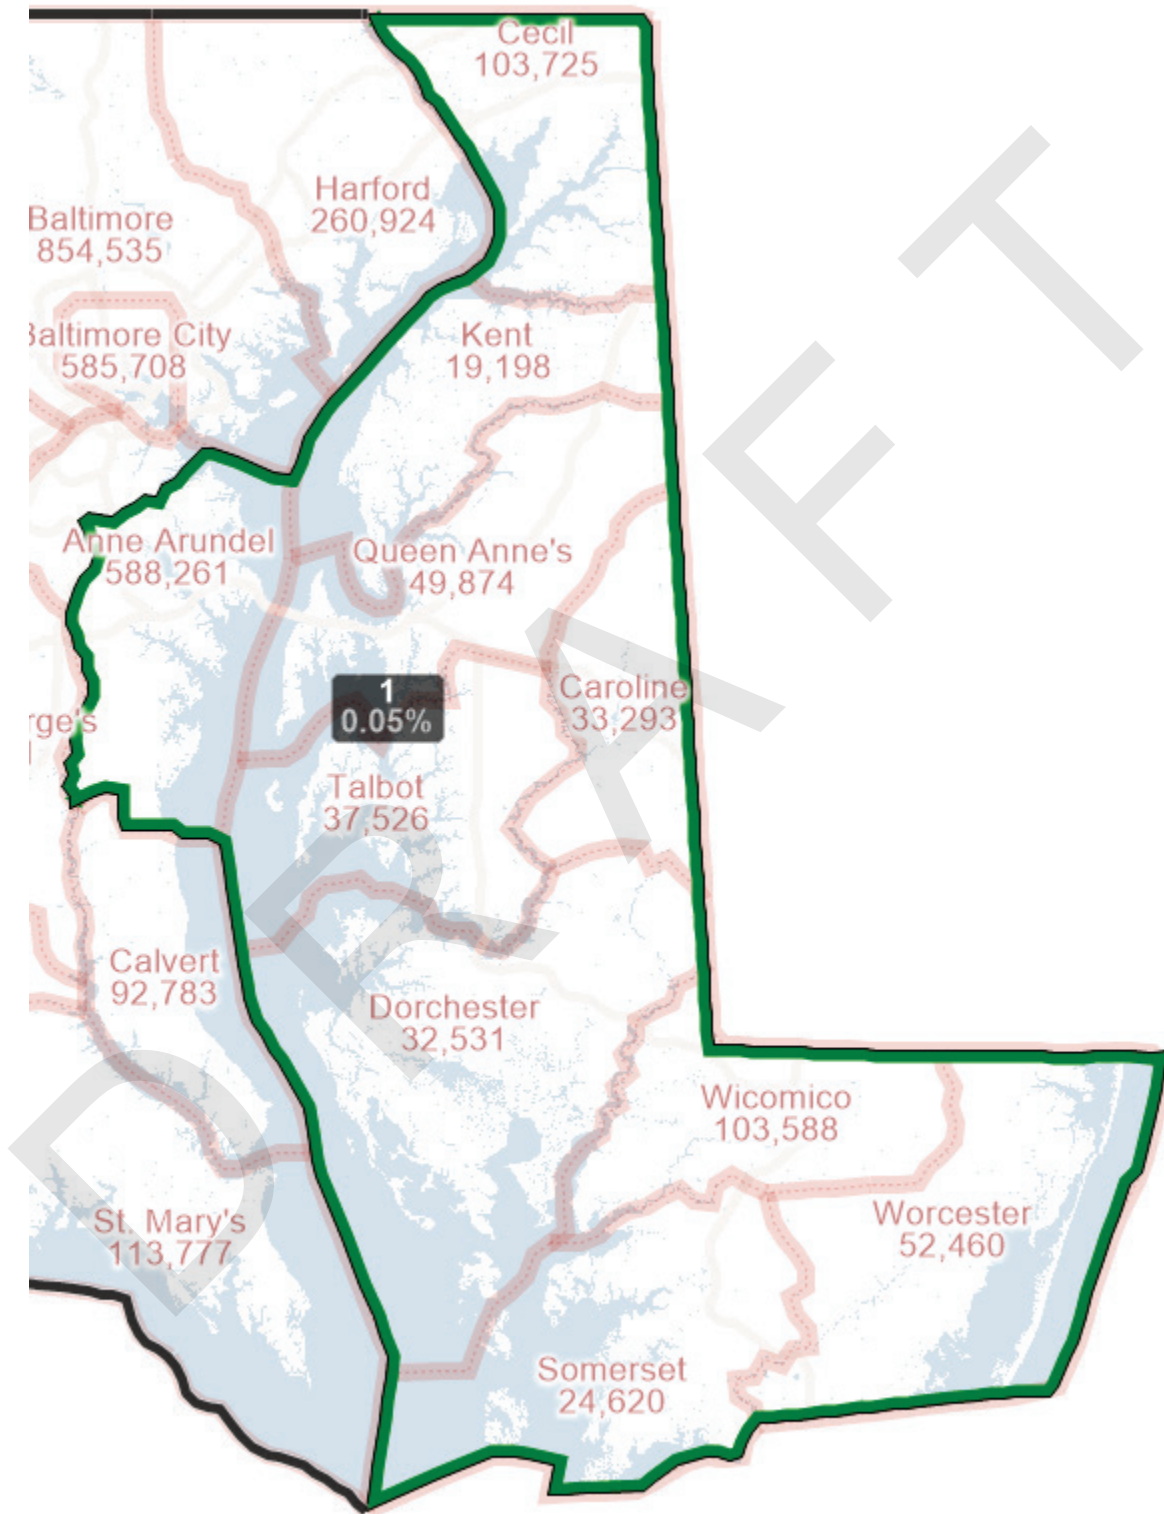 Cecil
103,725
Harford
260,924
Baltimore
854,535
Baltimore City
585,708
Kent
19,198
Anne Arundel
588,261
Queen Anne's
49,874
1
0.05%
Caroline
33,293
rge's
Talbot
37,526
Calvert
92,783
Dorchester
32,531
Wicomico
103,588
St. Mary's
113,777
Worcester
52,460
Somerset
24,620
DRAFT